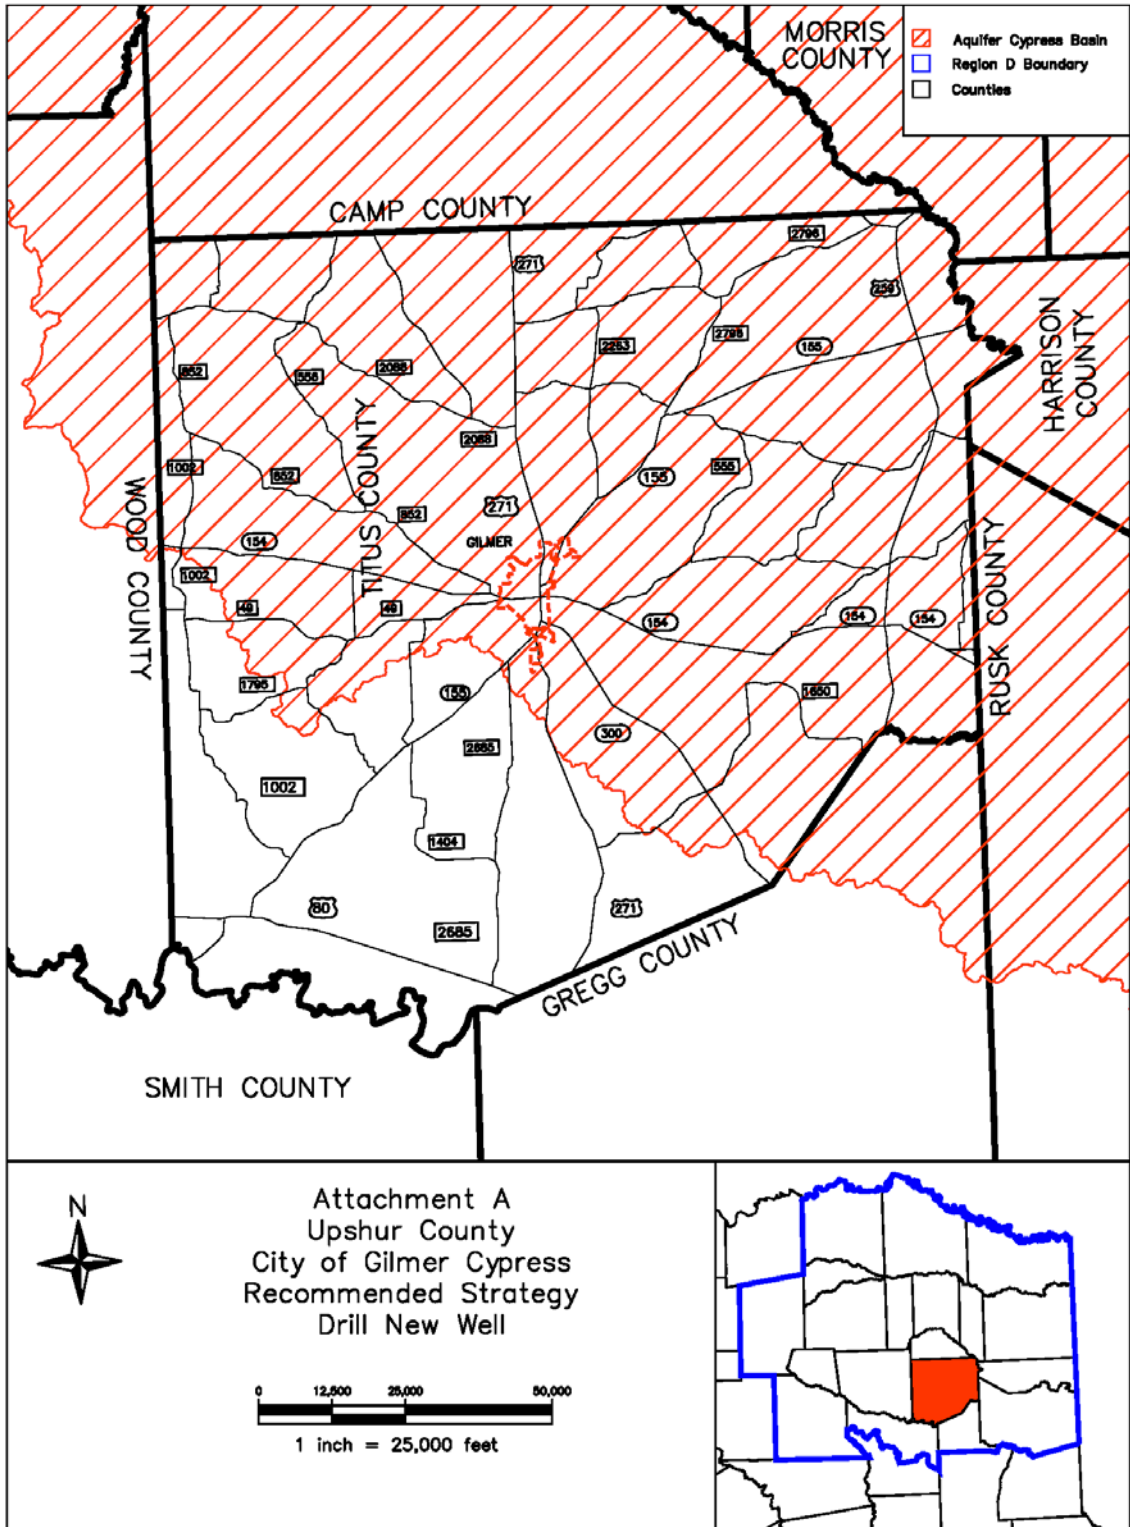 MORRIS
COUNTY
Aquifer Cypress Basin
Region D Boundary
Counties
CAMP COUNTY
2796
271
259
HARRISON
COUNTY
2263
2796
155
852
556
2088
TITUS COUNTY
2088
1002
852
155
555
WOOD COUNTY
852
271
GILMER
154
RUSK COUNTY
1002
49
49
154
154
154
1795
155
1650
300
2685
1002
1404
80
271
2685
GREGG COUNTY
SMITH COUNTY
N
Attachment A
Upshur County
City of Gilmer Cypress
Recommended Strategy
Drill New Well
0 12,500 25,000 50,000
1 inch = 25,000 feet